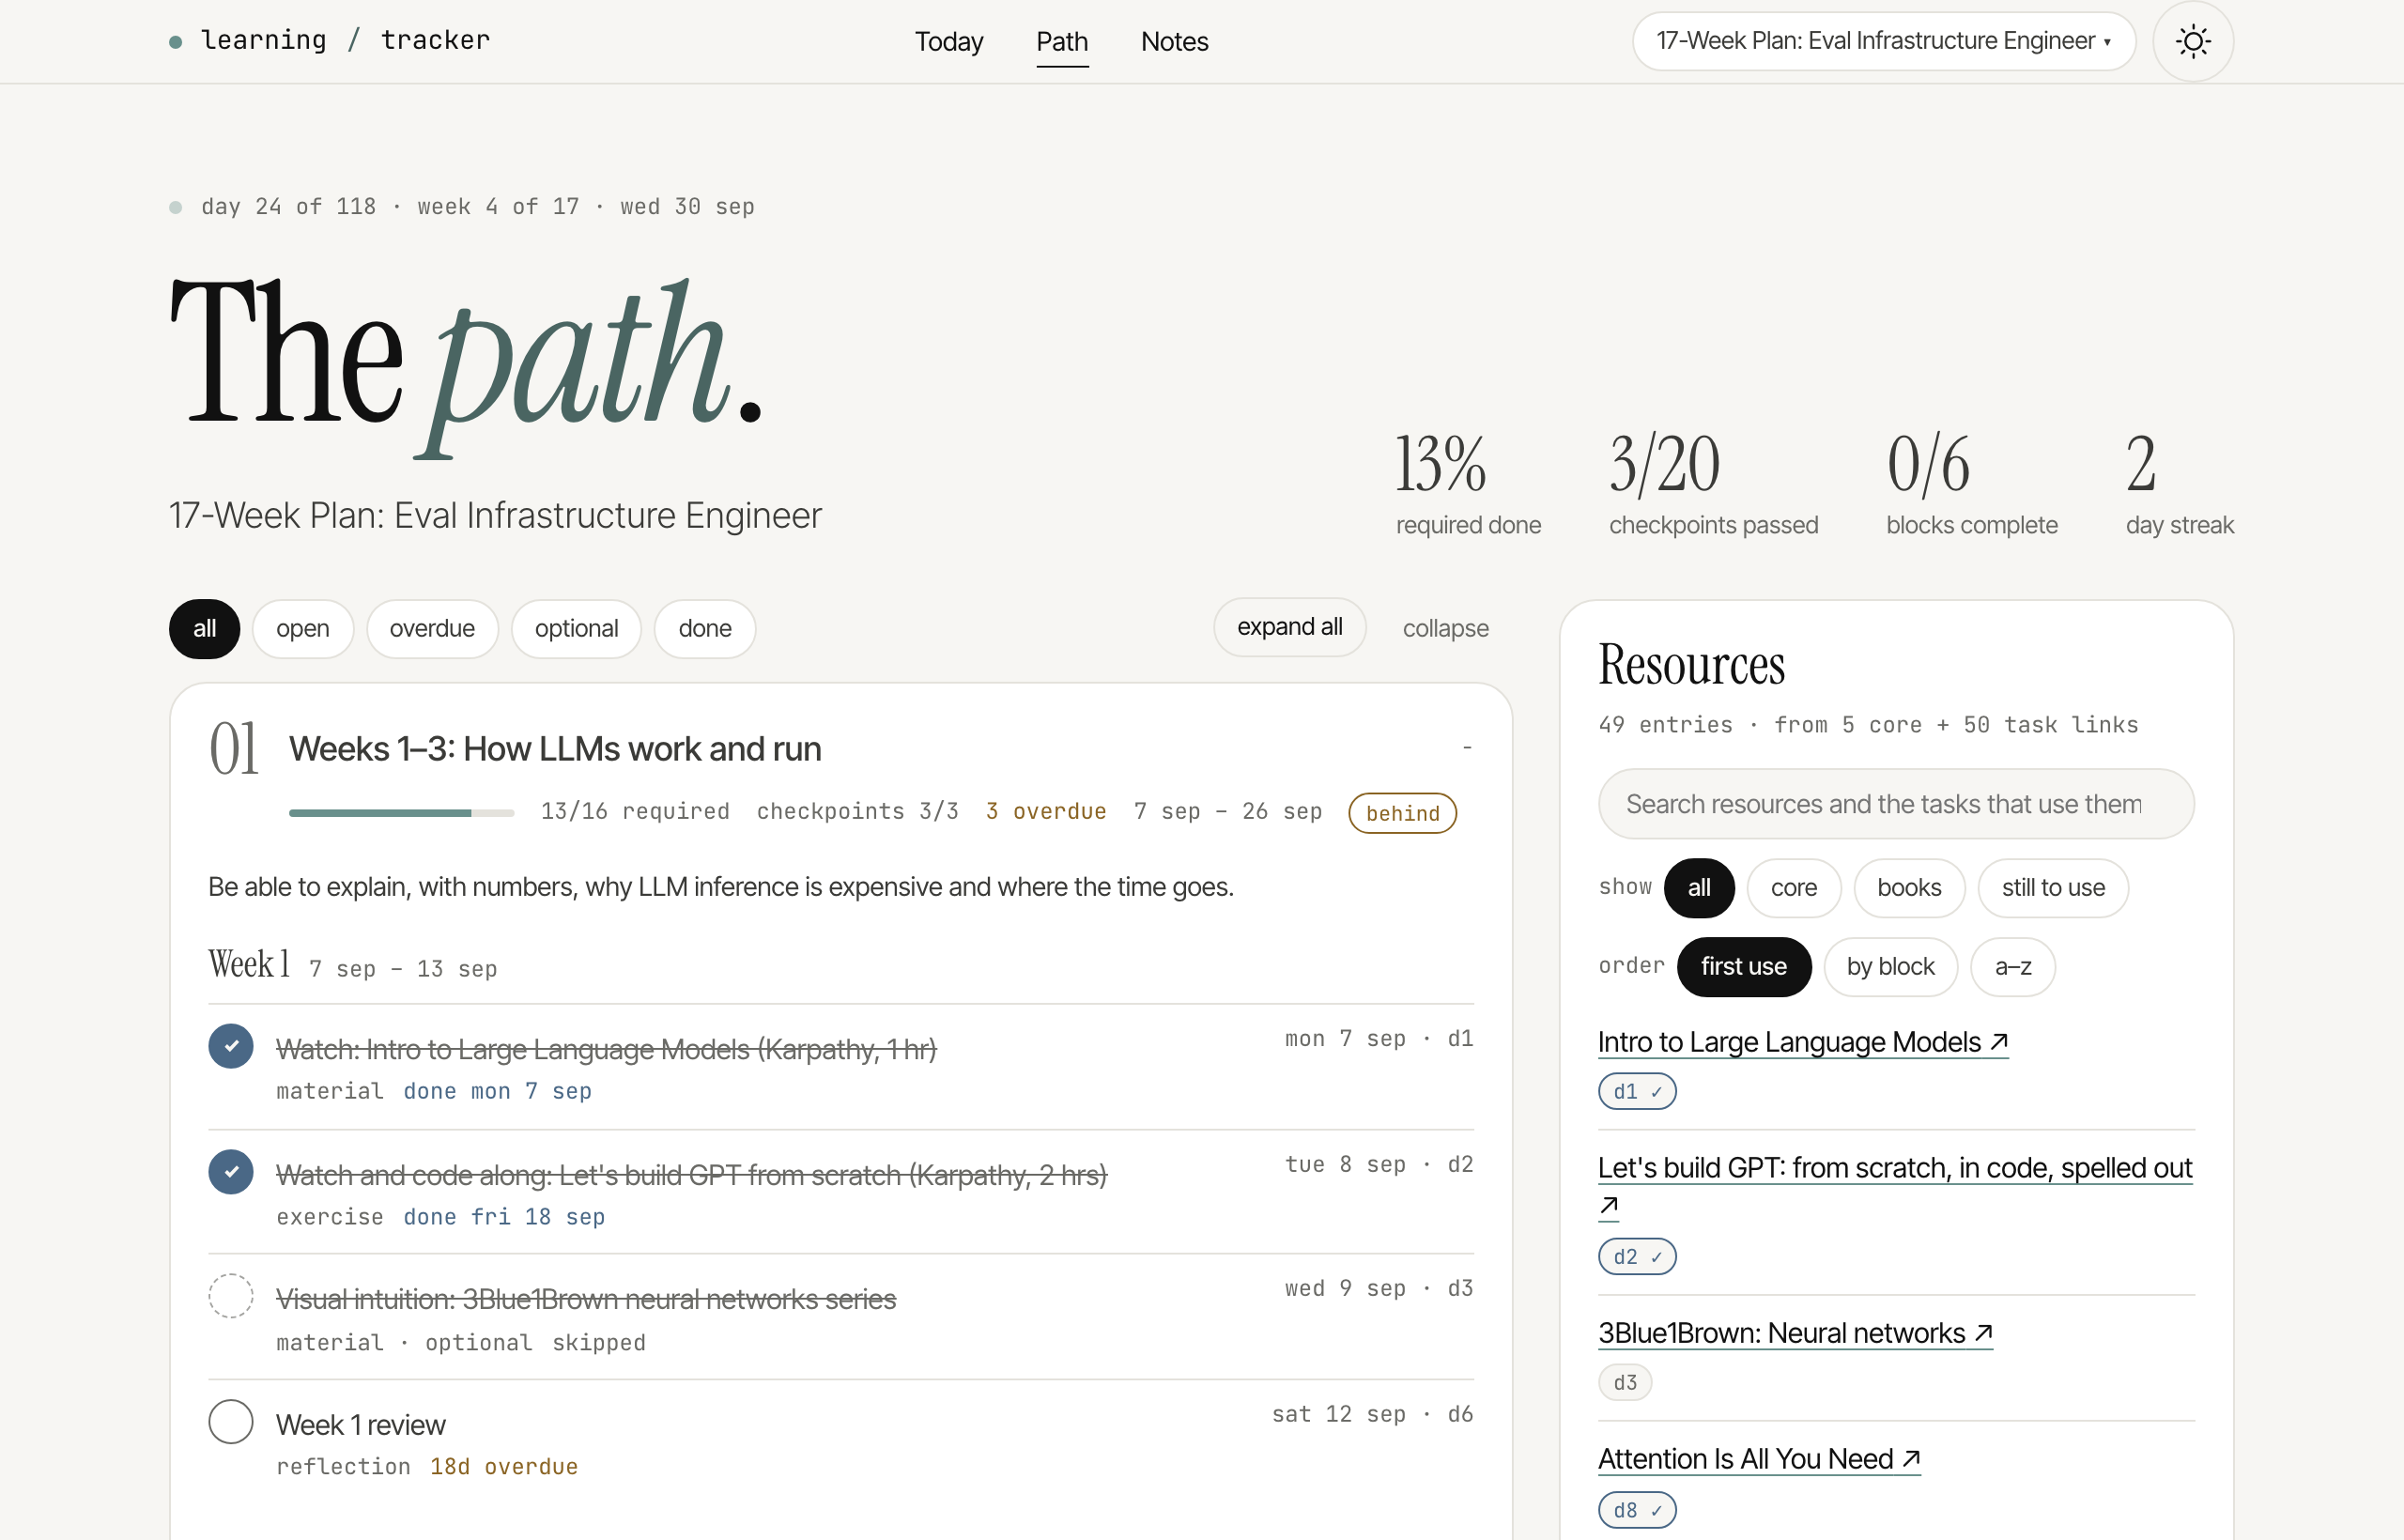 learning / tracker
Today
Path
Notes
17-Week Plan: Eval Infrastructure Engineer ▾
day 24 of 118 · week 4 of 17 · wed 30 sep
The path.
17-Week Plan: Eval Infrastructure Engineer
13%
required done
3/20
checkpoints passed
0/6
blocks complete
2
day streak
all
open
overdue
optional
done
expand all
collapse
01
Weeks 1–3: How LLMs work and run
-
13/16 required
checkpoints 3/3
3 overdue
7 sep – 26 sep
behind
Be able to explain, with numbers, why LLM inference is expensive and where the time goes.
Week 1
7 sep – 13 sep
Watch: Intro to Large Language Models (Karpathy, 1 hr)
mon 7 sep · d1
material
done mon 7 sep
Watch and code along: Let's build GPT from scratch (Karpathy, 2 hrs)
tue 8 sep · d2
exercise
done fri 18 sep
Visual intuition: 3Blue1Brown neural networks series
wed 9 sep · d3
material · optional
skipped
Week 1 review
sat 12 sep · d6
reflection
18d overdue
Resources
49 entries · from 5 core + 50 task links
Search resources and the tasks that use them
show
all
core
books
still to use
order
first use
by block
a–z
Intro to Large Language Models ↗
d1 ✓
Let's build GPT: from scratch, in code, spelled out
↗
d2 ✓
3Blue1Brown: Neural networks ↗
d3
Attention Is All You Need ↗
d8 ✓